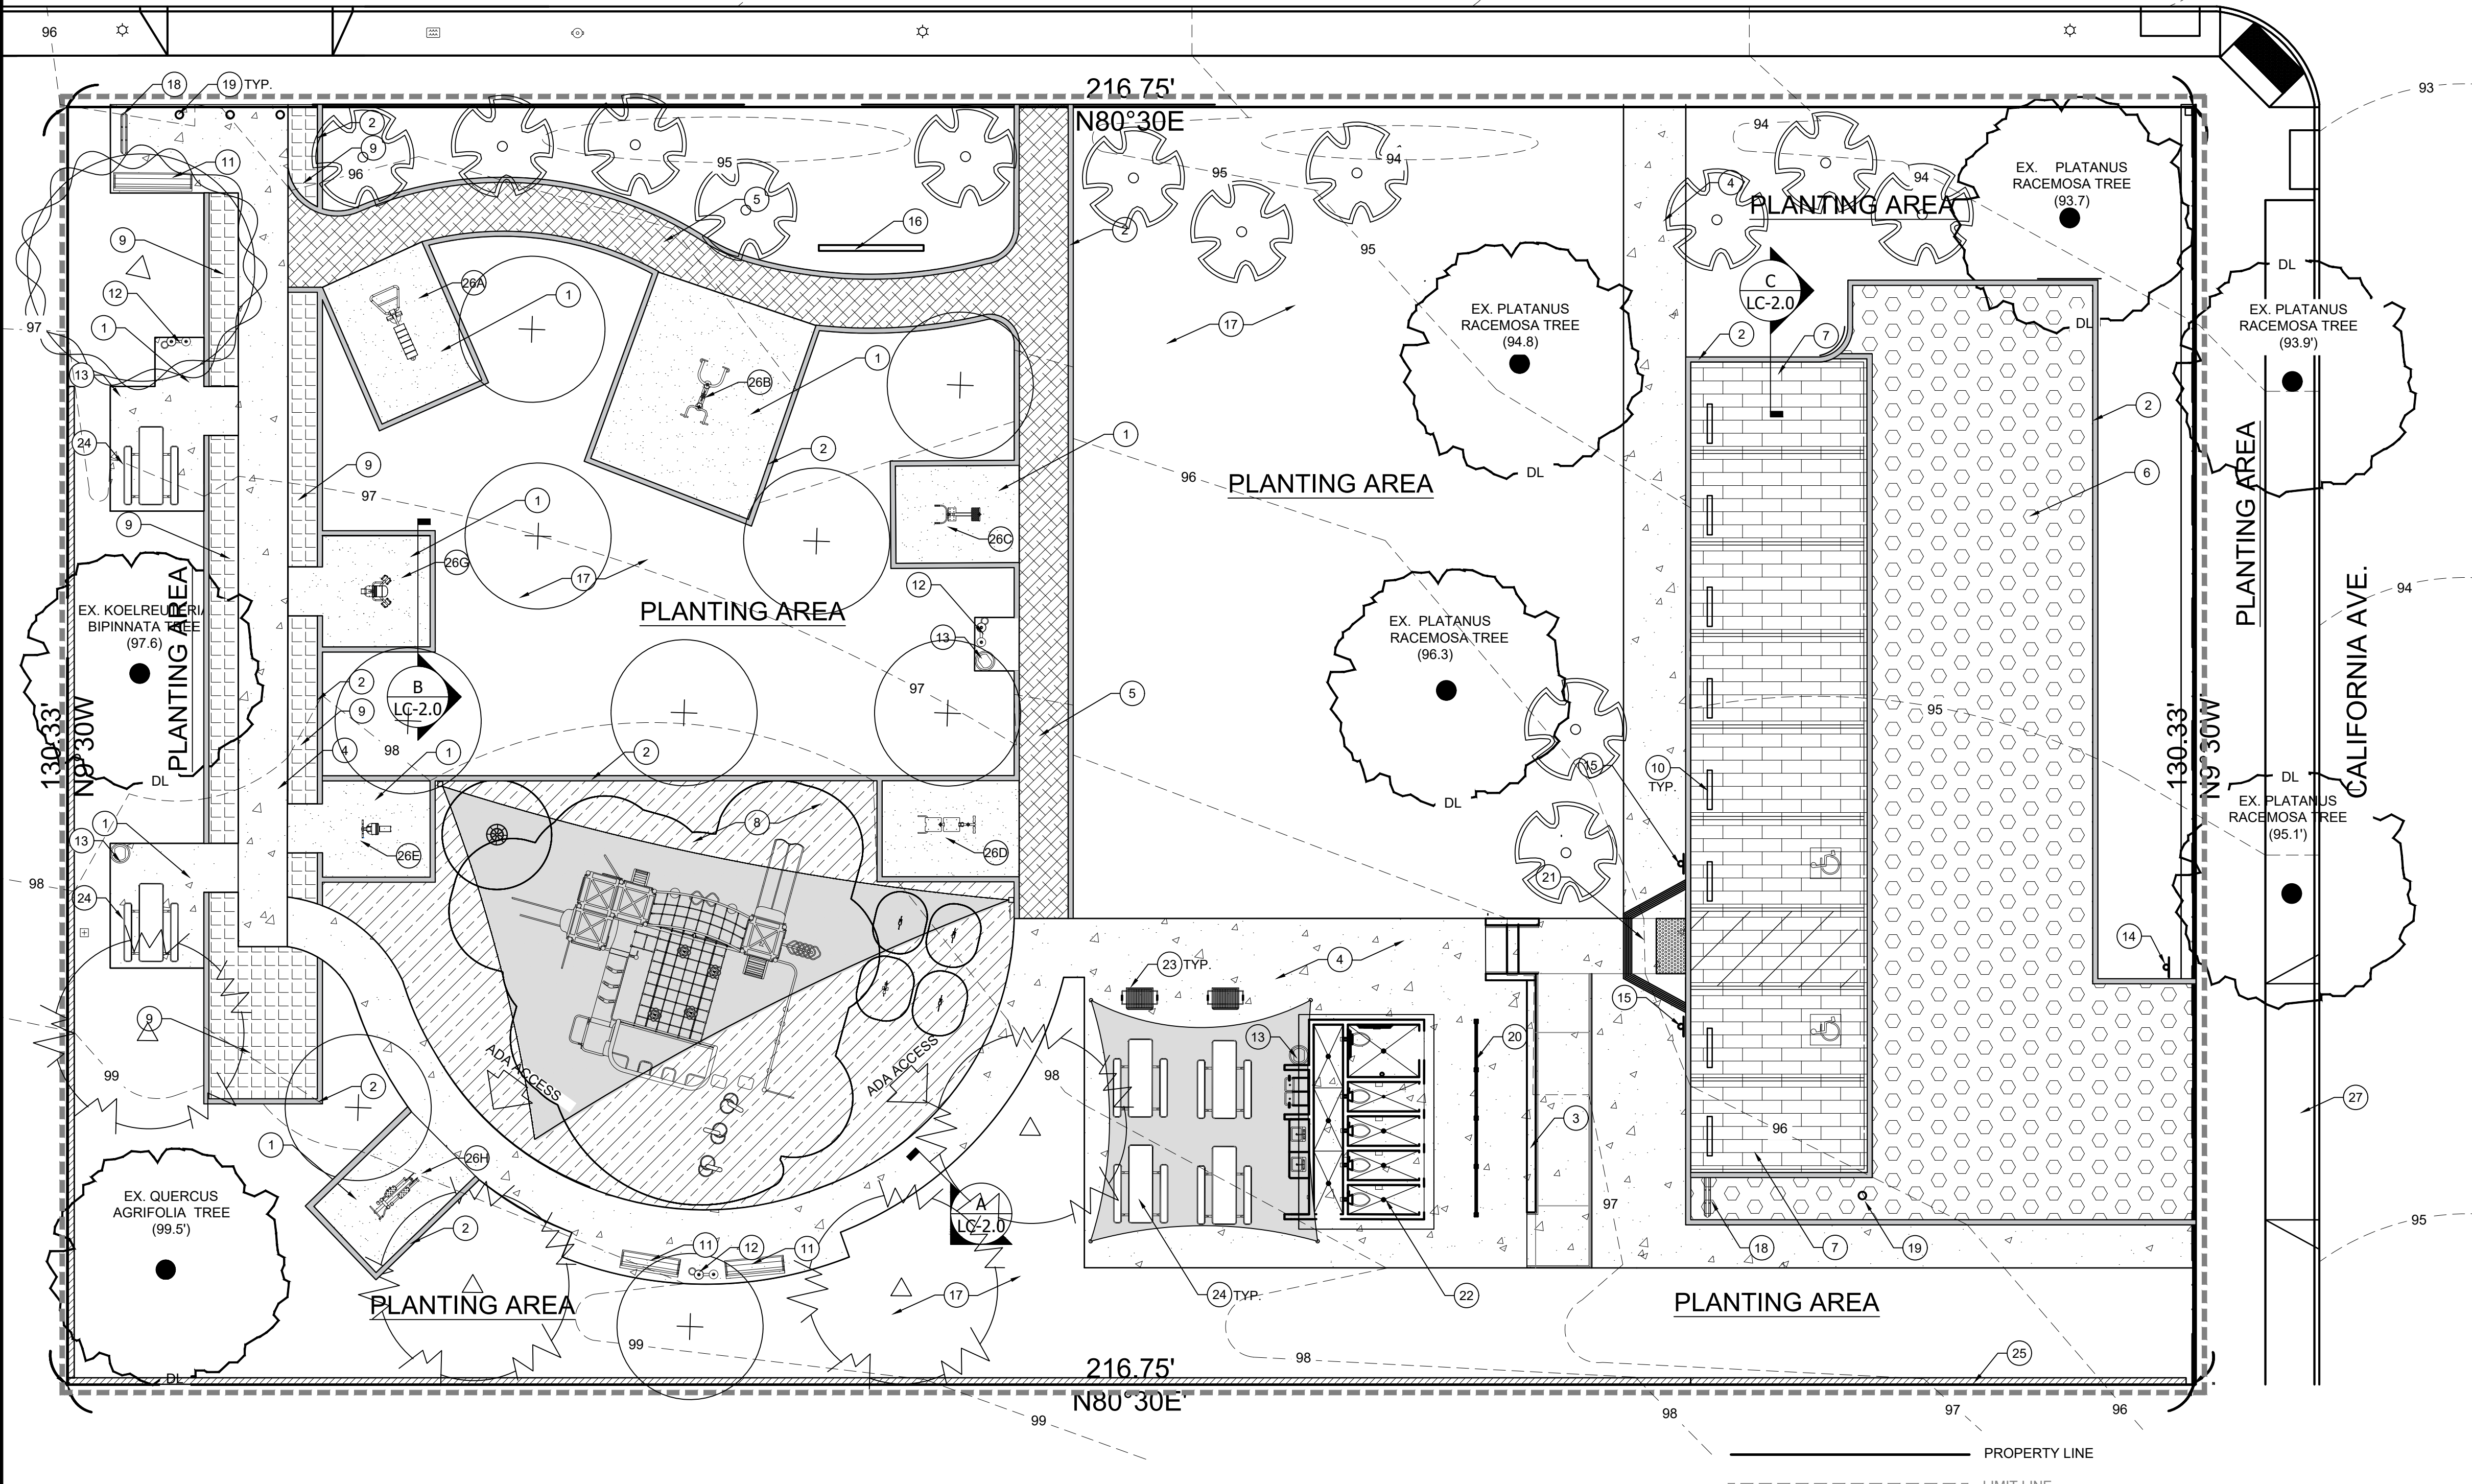 96
93
216.75'
N80°30E
18
19 TYP.
2
9
11
96
95
5
16
95
94
94
94
4
2
PLANTING AREA
EX. PLATANUS
RACEMOSA TREE
(93.7)
DL
DL
9
12
1
97
13
26A
1
26B
1
2
95
17
EX. PLATANUS
RACEMOSA TREE
(94.8)
DL
C
LC-2.0
2
7
EX. PLATANUS
RACEMOSA TREE
(93.9')
2
6
24
9
97
9
1
26G
17
PLANTING AREA
1
26C
12
13
96
PLANTING AREA
PLANTING AREA
EX. KOELREUTERIA
BIPINNATA TREE
(97.6)
PLANTING AREA
DL
130.33'
N9°30W
B
LC-2.0
2
9
4
98
1
2
97
5
EX. PLATANUS
RACEMOSA TREE
(96.3)
DL
15
10
TYP.
95
94
CALIFORNIA AVE.
130.33'
N9°30W
DL
EX. PLATANUS
RACEMOSA TREE
(95.1')
1
13
98
24
26E
8
26D
21
14
9
99
2
1
26H
2
ADA ACCESS
ADA ACCESS
98
4
23 TYP.
13
20
3
15
96
27
EX. QUERCUS
AGRIFOLIA TREE
(99.5')
DL
A
LC-2.0
11
12
11
17
PLANTING AREA
99
24 TYP.
22
97
18
7
19
95
PLANTING AREA
98
25
216.75'
N80°30E'
99
98
97
96
PROPERTY LINE